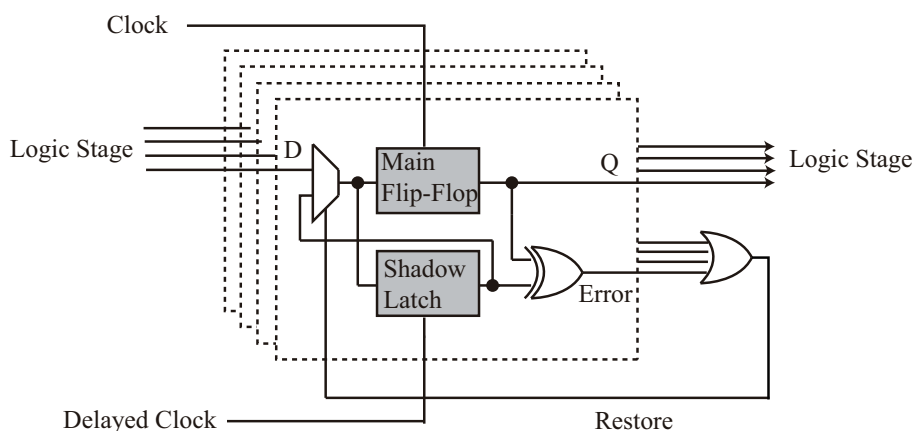 Clock
Logic Stage
D
Main
Flip-Flop
Q
Logic Stage
Shadow
Latch
Error
Delayed Clock
Restore